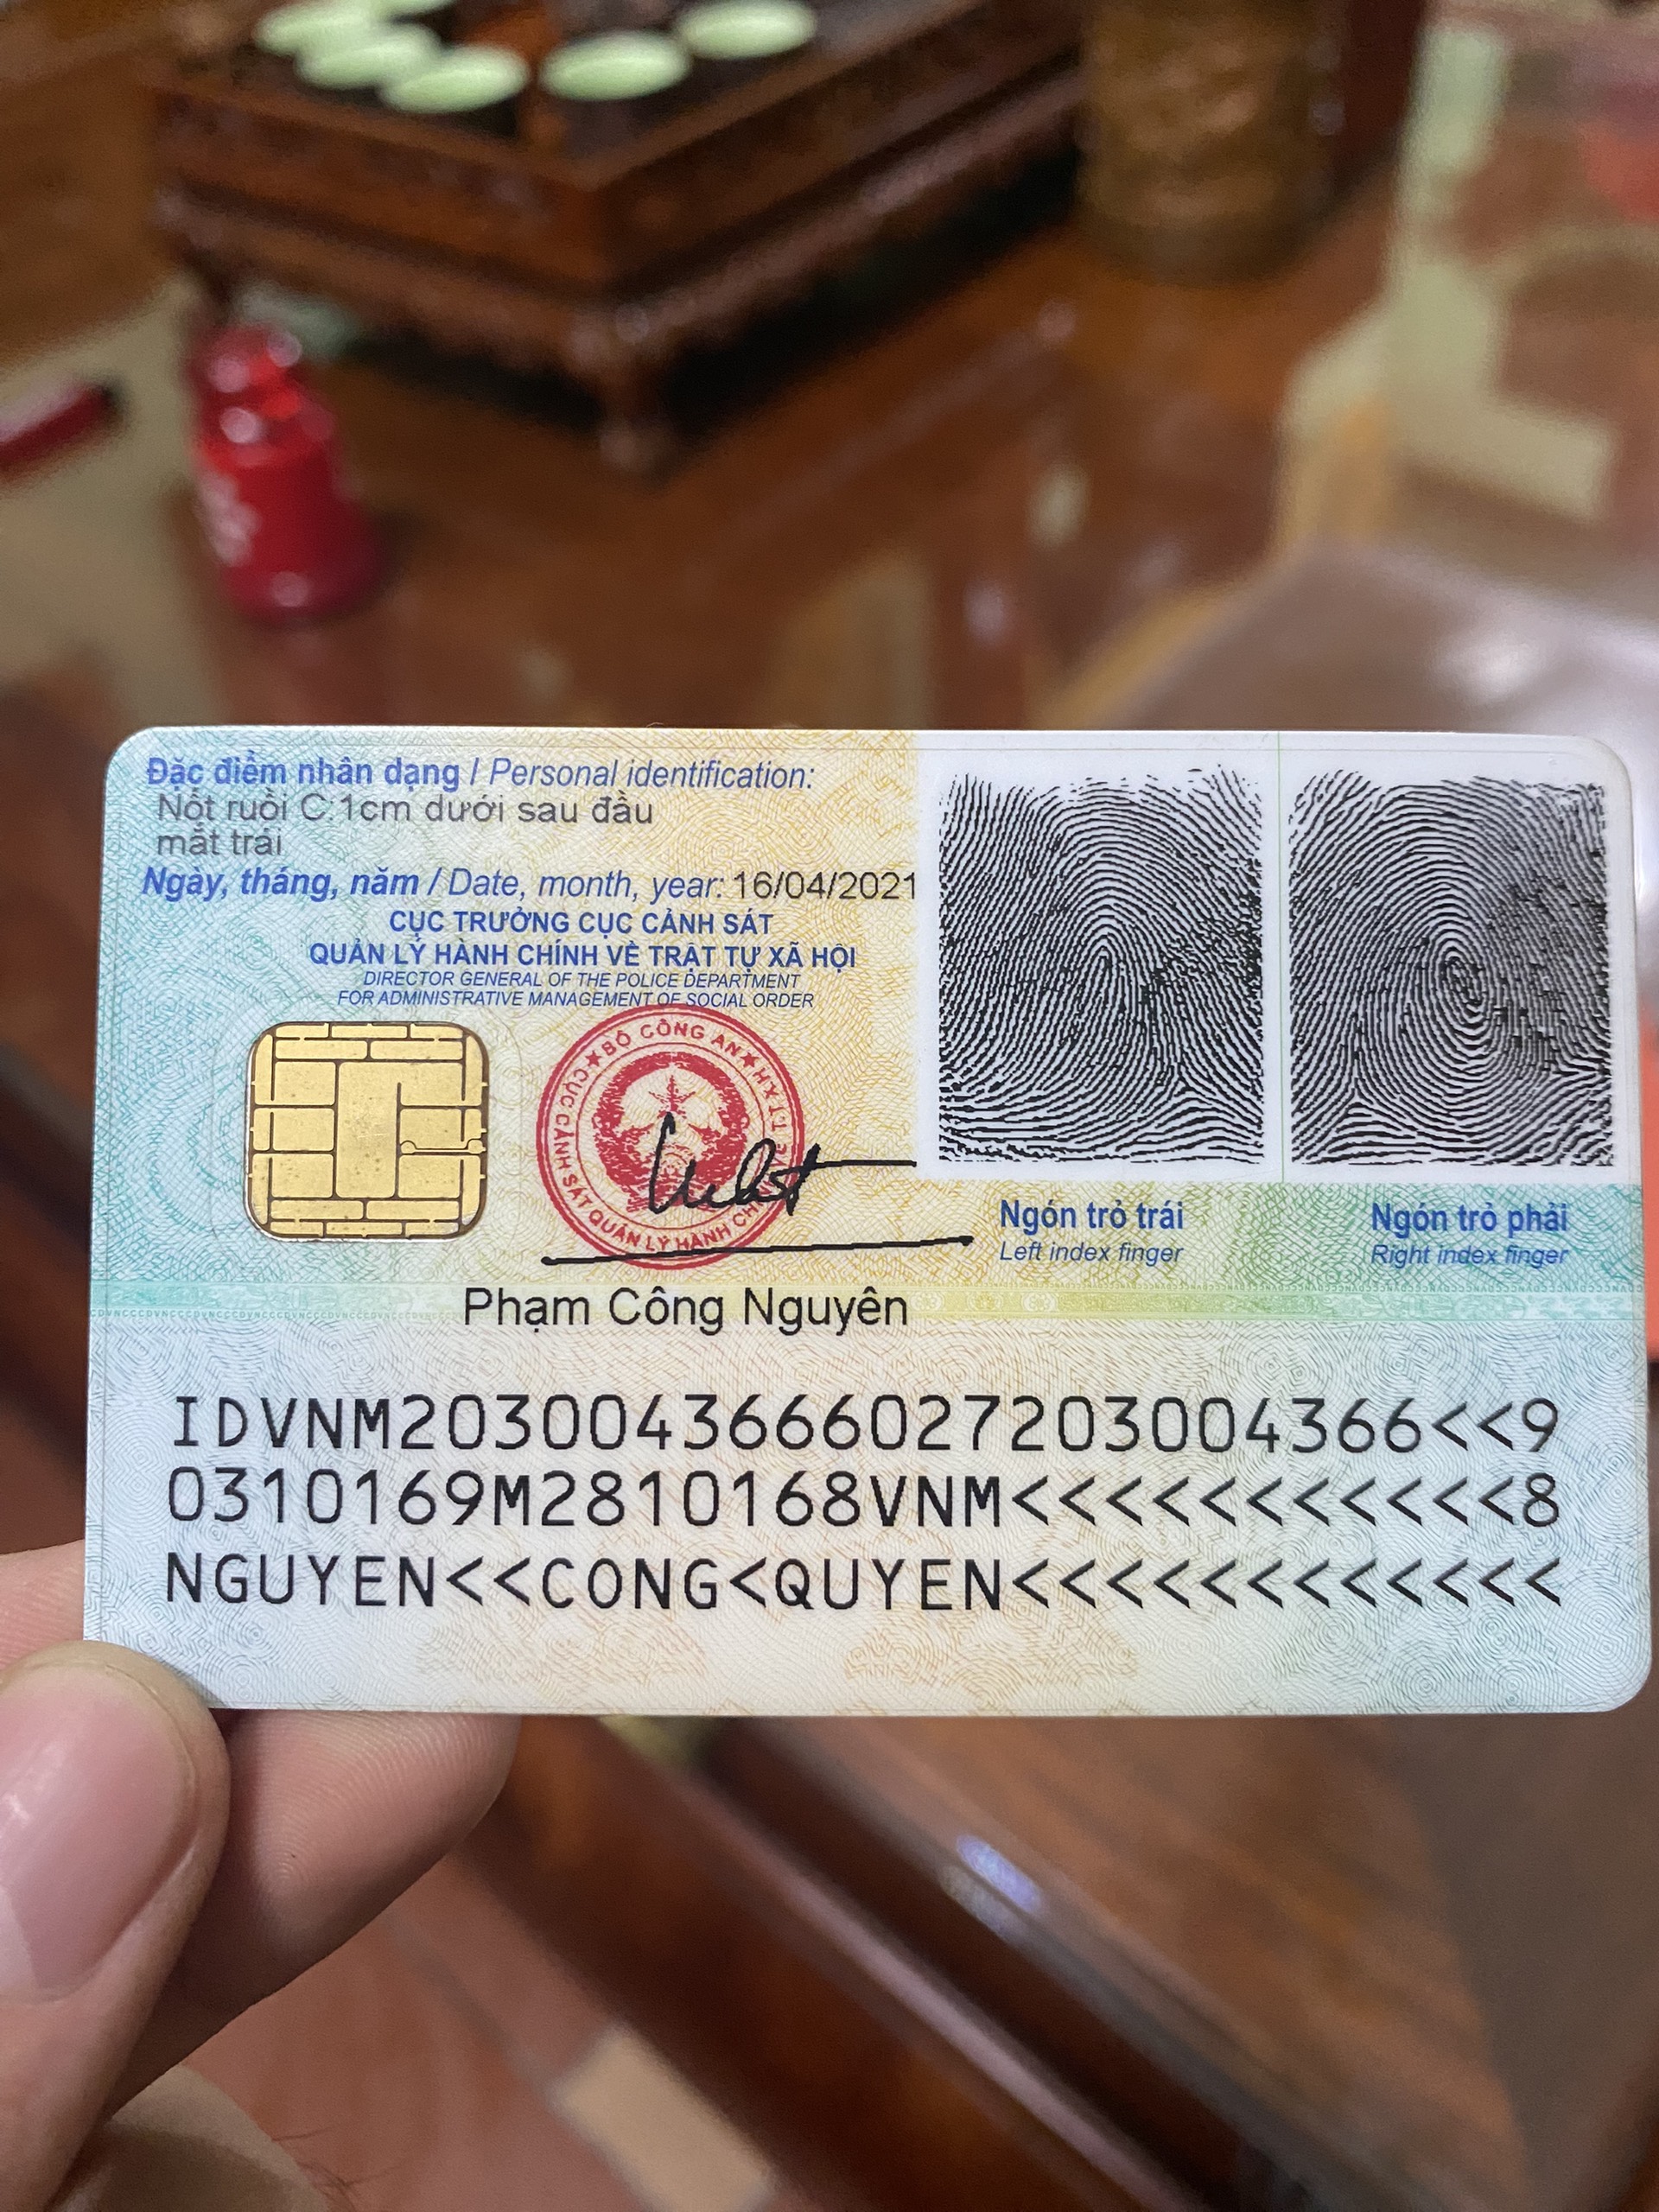 Đặc điểm nhân dạng / Personal identification:
Nốt ruồi C:1cm dưới sau đầu
mắt trái
Ngày, tháng, năm / Date, month, year: 16/04/2021
CỤC TRƯỞNG CỤC CẢNH SÁT
QUẢN LÝ HÀNH CHÍNH VỀ TRẬT TỰ XÃ HỘI
DIRECTOR GENERAL OF THE POLICE DEPARTMENT
FOR ADMINISTRATIVE MANAGEMENT OF SOCIAL ORDER
BỘ CÔNG AN
CỤC CẢNH SÁT QUẢN LÝ HÀNH CHÍNH
Ngón trỏ trái
Left index finger
Ngón trỏ phải
Right index finger
Phạm Công Nguyên
IDVNM2030043666027203004366<<9
0310169M2810168VNM<<<<<<<<<<<8
NGUYEN<<CONG<QUYEN<<<<<<<<<<<<